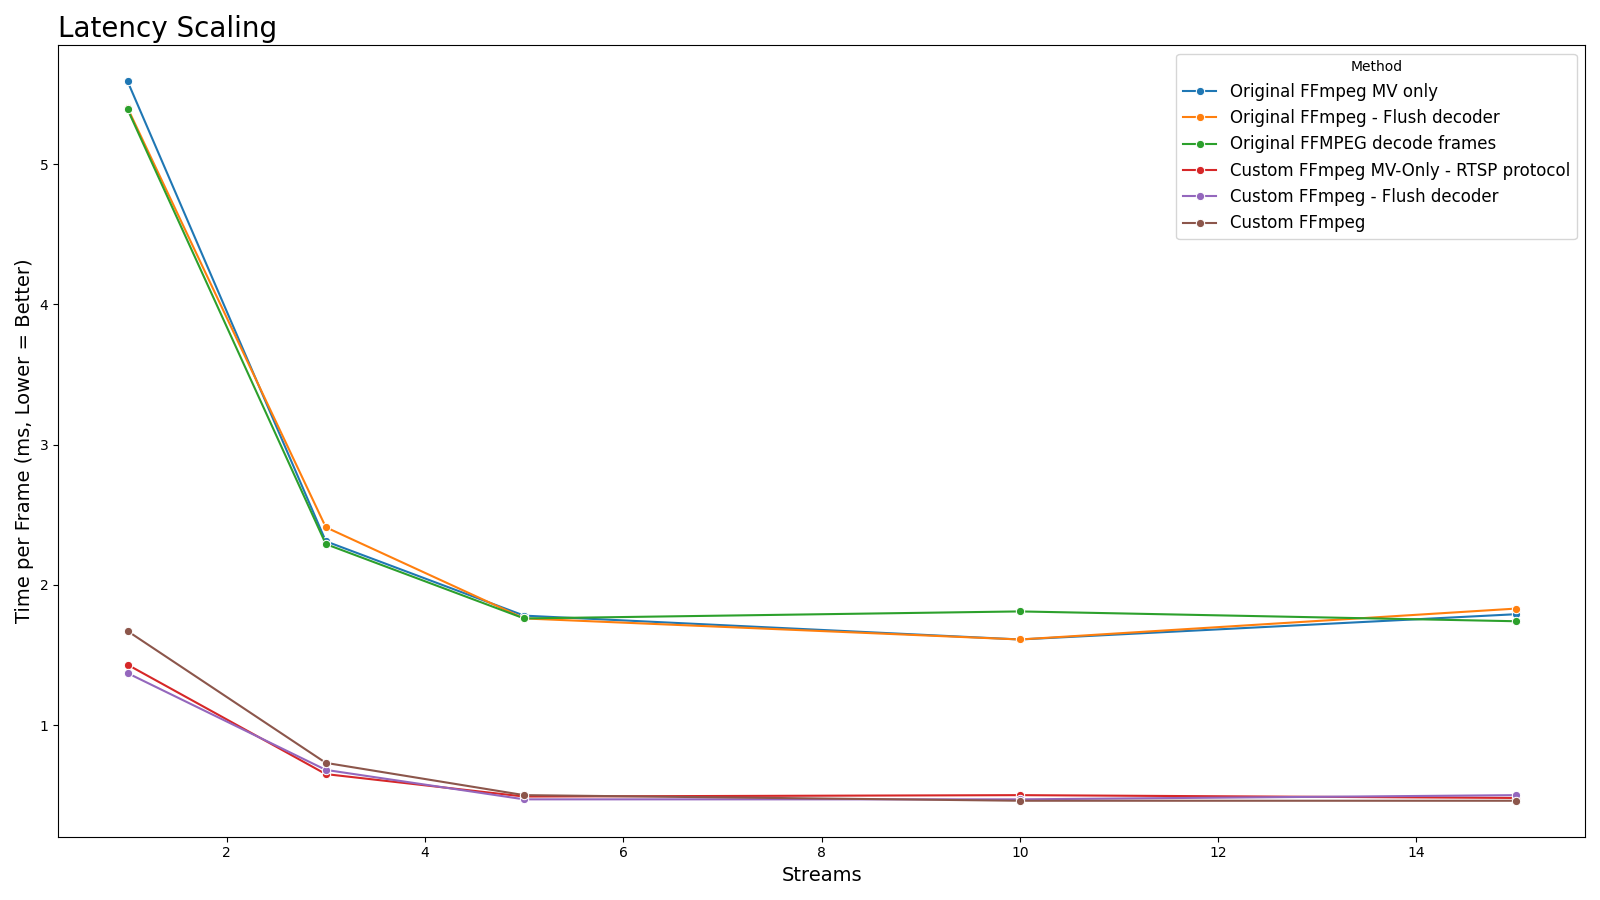 Latency Scaling
Method
Original FFmpeg MV only
Original FFmpeg - Flush decoder
Original FFMPEG decode frames
Custom FFmpeg MV-Only - RTSP protocol
Custom FFmpeg - Flush decoder
Custom FFmpeg
Time per Frame (ms, Lower = Better)
5
4
3
2
1
2 4 6 8 10 12 14
Streams